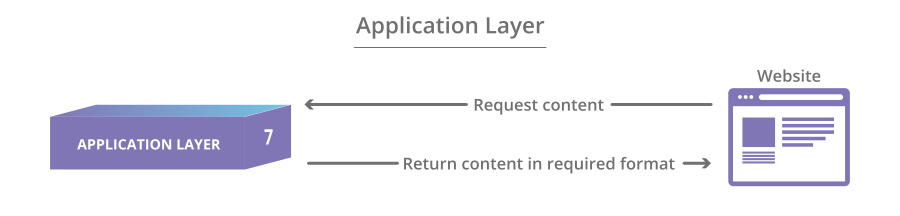 Application Layer
Website
Request content
APPLICATION LAYER
7
Return content in required format